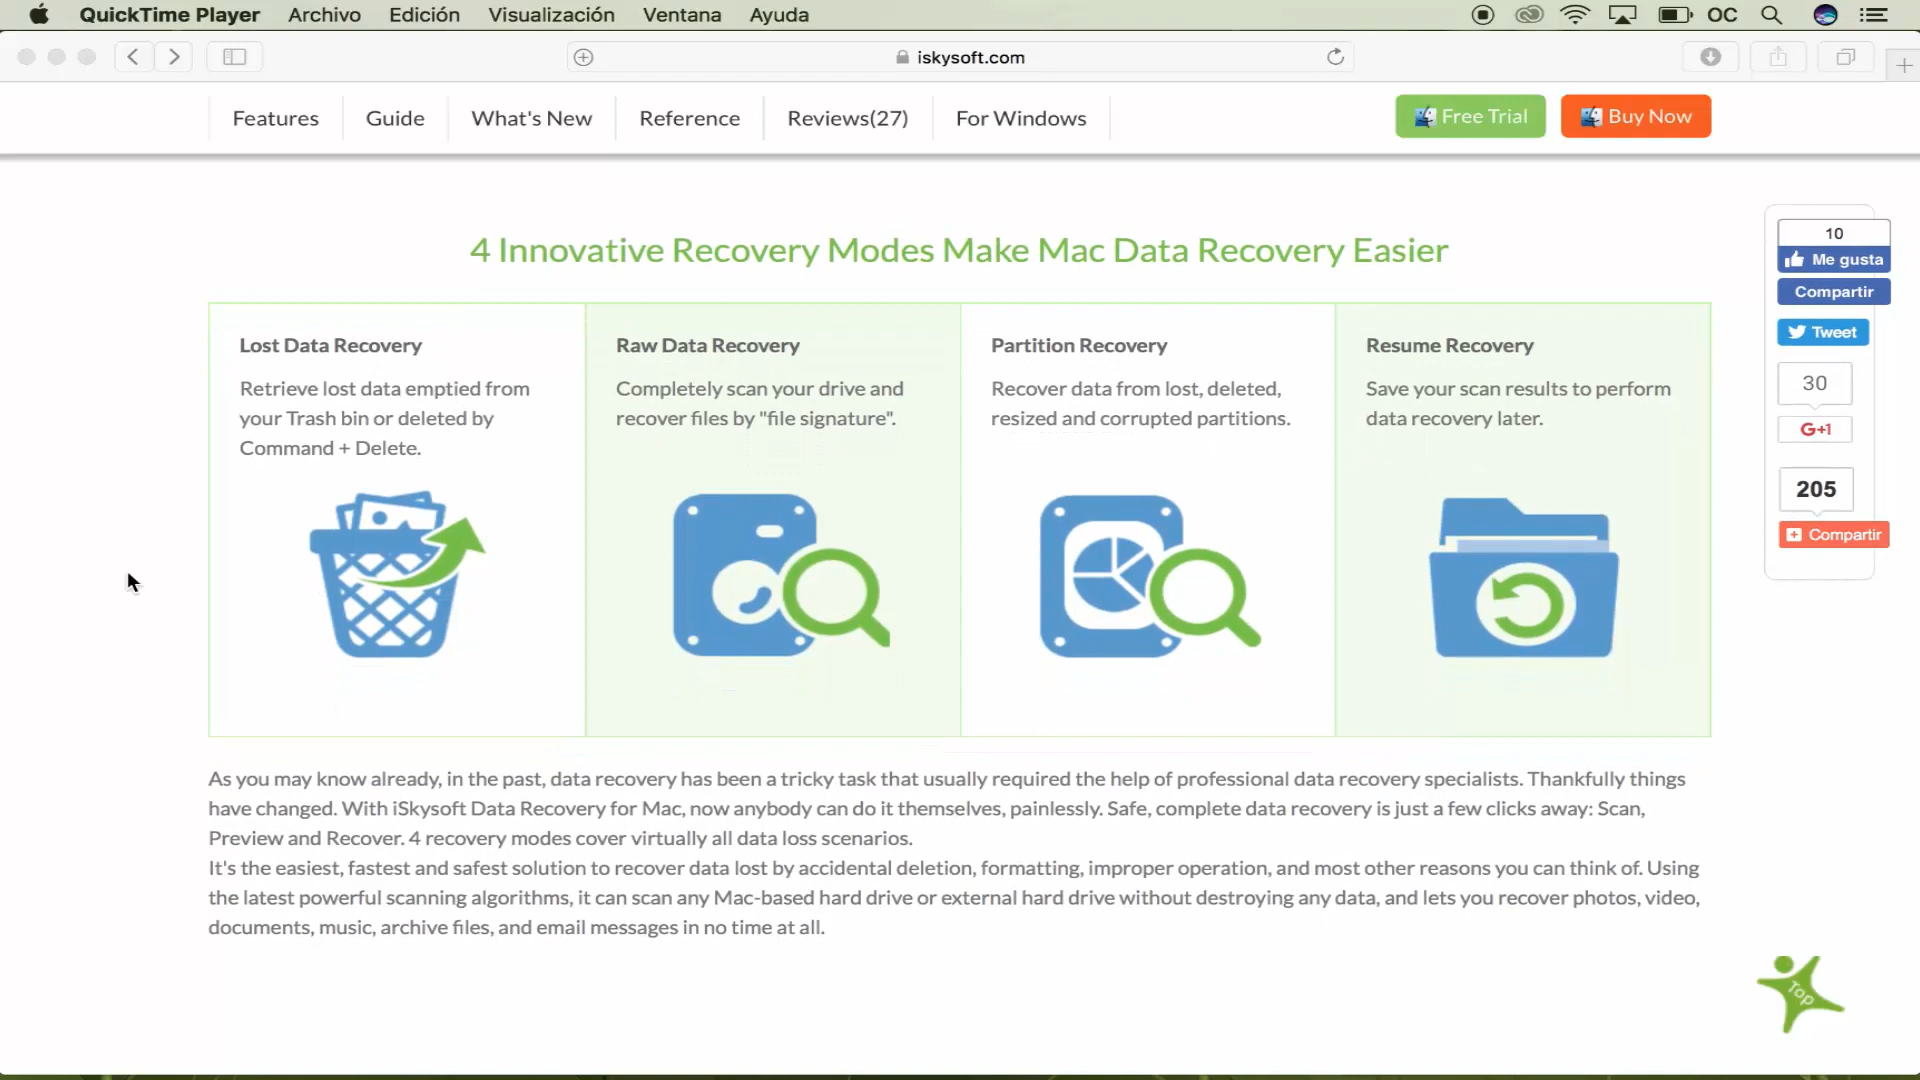 QuickTime Player Archivo Edición Visualización Ventana Ayuda OC
iskysoft.com
Features Guide What's New Reference Reviews(27) For Windows Free Trial Buy Now
4 Innovative Recovery Modes Make Mac Data Recovery Easier
Lost Data Recovery
Retrieve lost data emptied from
your Trash bin or deleted by
Command + Delete.
Raw Data Recovery
Completely scan your drive and
recover files by "file signature".
Partition Recovery
Recover data from lost, deleted,
resized and corrupted partitions.
Resume Recovery
Save your scan results to perform
data recovery later.
10
Me gusta
Compartir
Tweet
30
G+1
205
Compartir
As you may know already, in the past, data recovery has been a tricky task that usually required the help of professional data recovery specialists. Thankfully things
have changed. With iSkysoft Data Recovery for Mac, now anybody can do it themselves, painlessly. Safe, complete data recovery is just a few clicks away: Scan,
Preview and Recover. 4 recovery modes cover virtually all data loss scenarios.
It's the easiest, fastest and safest solution to recover data lost by accidental deletion, formatting, improper operation, and most other reasons you can think of. Using
the latest powerful scanning algorithms, it can scan any Mac-based hard drive or external hard drive without destroying any data, and lets you recover photos, video,
documents, music, archive files, and email messages in no time at all.
Top